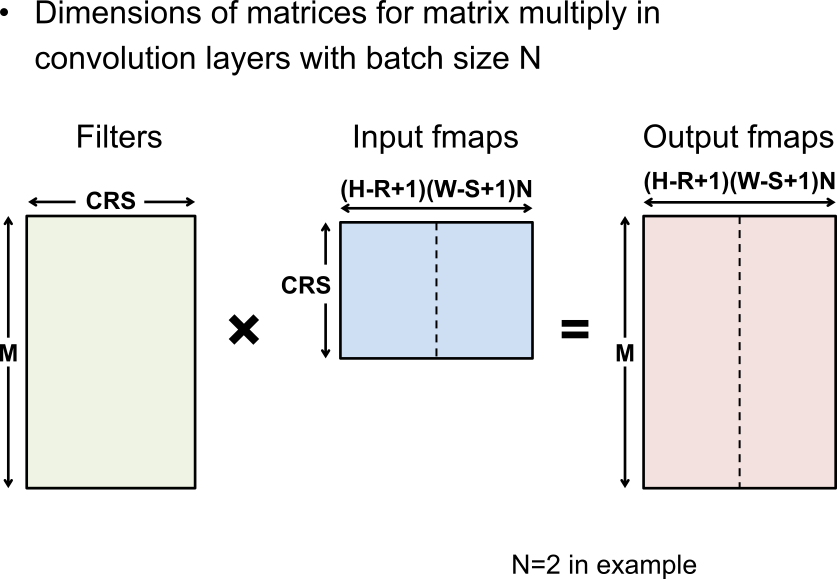 • Dimensions of matrices for matrix multiply in
convolution layers with batch size N
Filters
Input fmaps
Output fmaps
CRS
(H-R+1)(W-S+1)N
(H-R+1)(W-S+1)N
M
×
CRS
=
M
N=2 in example